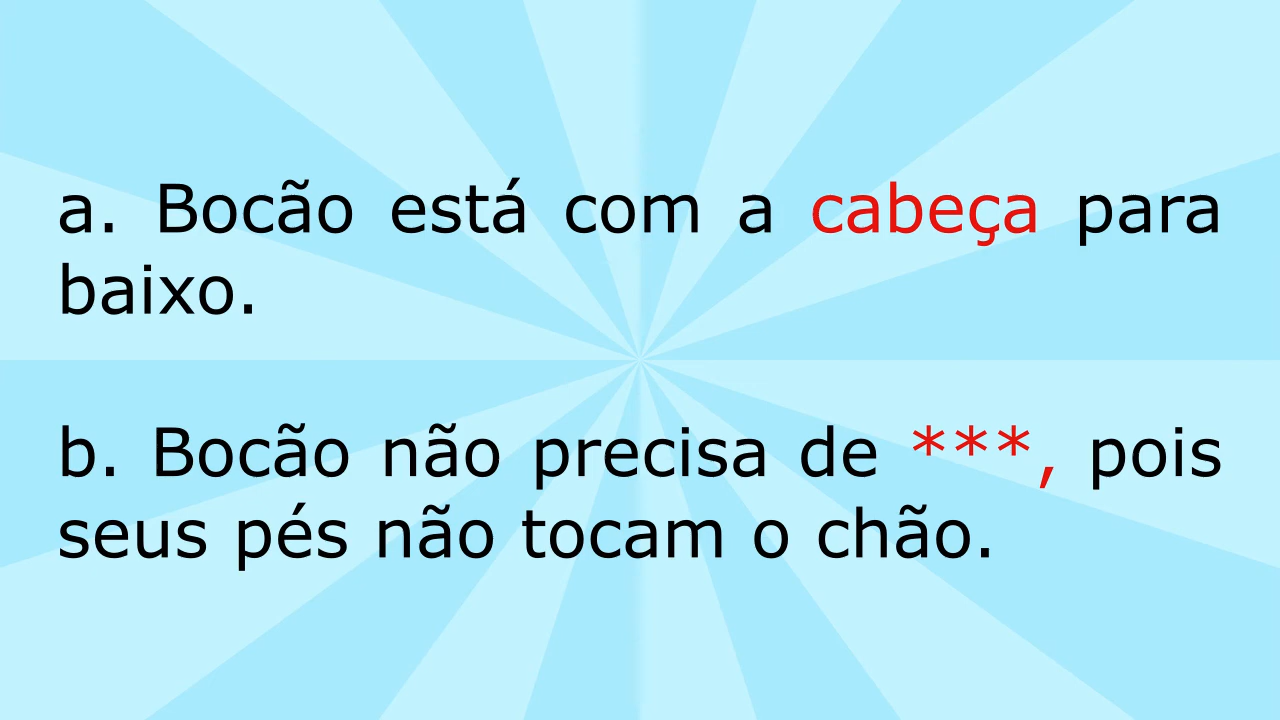 a. Bocão está com a cabeça para
baixo.
b. Bocão não precisa de ***, pois
seus pés não tocam o chão.